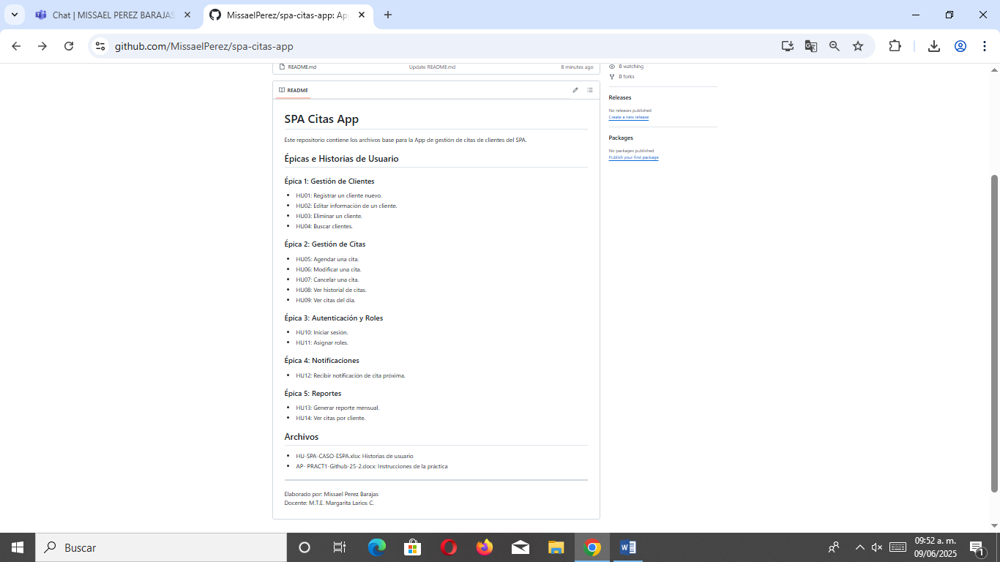 Chat | MISSAEL PEREZ BARAJAS
MissaelPerez/spa-citas-app: Ap
github.com/MissaelPerez/spa-citas-app
README.md Update README.md 8 minutes ago
0 watching
0 forks
Releases
No releases published
Create a new release
Packages
No packages published
Publish your first package
README
SPA Citas App
Este repositorio contiene los archivos base para la App de gestión de citas de clientes del SPA.
Épicas e Historias de Usuario
Épica 1: Gestión de Clientes
HU01: Registrar un cliente nuevo.
HU02: Editar información de un cliente.
HU03: Eliminar un cliente.
HU04: Buscar clientes.
Épica 2: Gestión de Citas
HU05: Agendar una cita.
HU06: Modificar una cita.
HU07: Cancelar una cita.
HU08: Ver historial de citas.
HU09: Ver citas del día.
Épica 3: Autenticación y Roles
HU10: Iniciar sesión.
HU11: Asignar roles.
Épica 4: Notificaciones
HU12: Recibir notificación de cita próxima.
Épica 5: Reportes
HU13: Generar reporte mensual.
HU14: Ver citas por cliente.
Archivos
HU-SPA-CASO-ESPA.xlsx: Historias de usuario
AP- PRACT1-Github-25-2.docx: Instrucciones de la práctica
Elaborado por: Missael Perez Barajas
Docente: M.T.E. Margarita Larios C.
Buscar
09:52 a. m.
09/06/2025
1